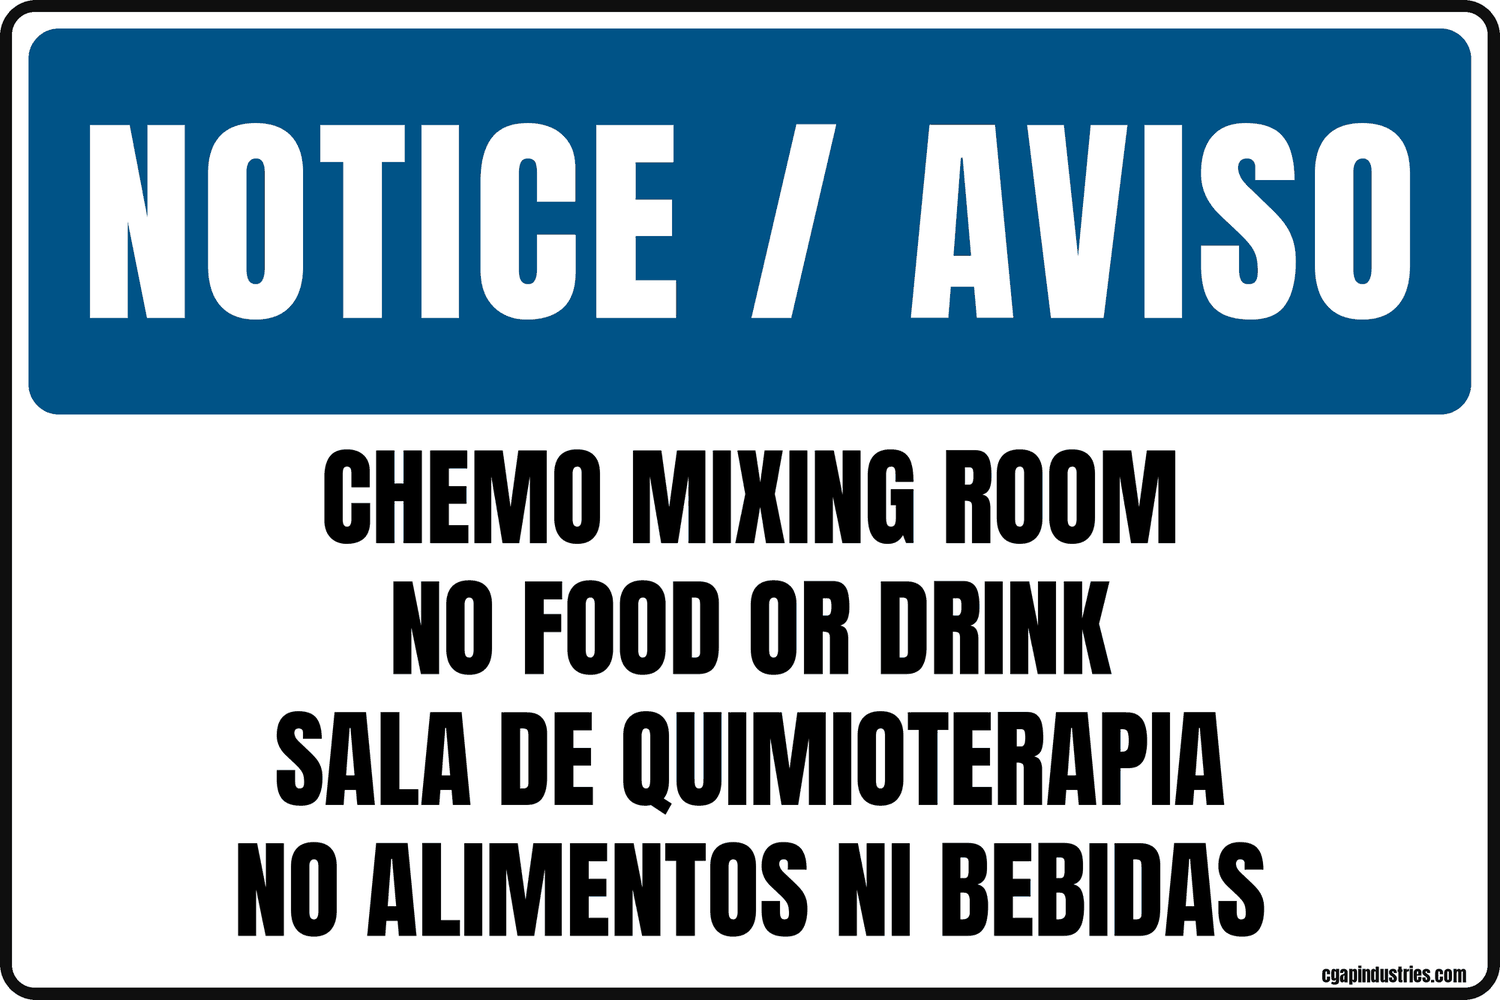 NOTICE / AVISO
CHEMO MIXING ROOM
NO FOOD OR DRINK
SALA DE QUIMIOTERAPIA
NO ALIMENTOS NI BEBIDAS
cgapindustries.com